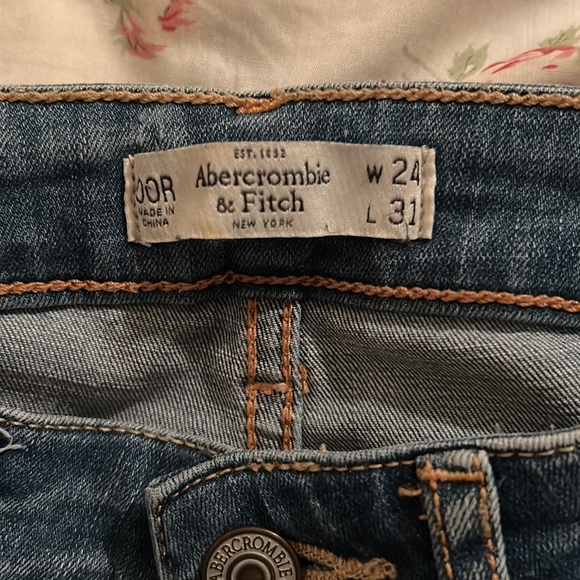 EST. 1892
Abercrombie
& Fitch
NEW YORK
00R
MADE IN
CHINA
W 24
L 31
ABERCROMBIE